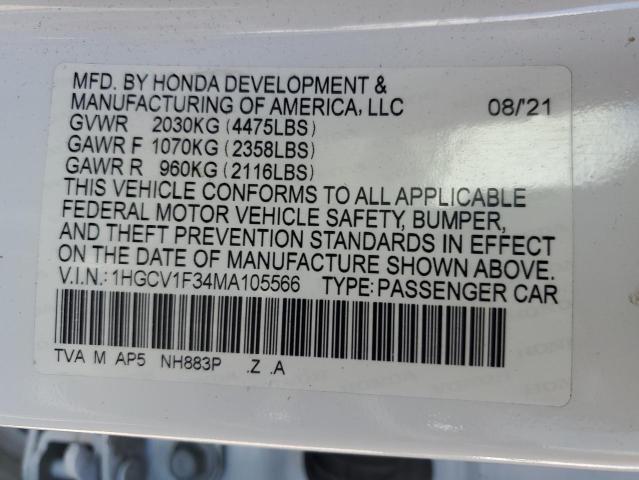 MFD. BY HONDA DEVELOPMENT &
MANUFACTURING OF AMERICA, LLC 08/'21
GVWR 2030KG (4475LBS)
GAWR F 1070KG (2358LBS)
GAWR R 960KG (2116LBS)
THIS VEHICLE CONFORMS TO ALL APPLICABLE
FEDERAL MOTOR VEHICLE SAFETY, BUMPER,
AND THEFT PREVENTION STANDARDS IN EFFECT
ON THE DATE OF MANUFACTURE SHOWN ABOVE.
V.I.N.: 1HGCV1F34MA105566 TYPE: PASSENGER CAR
TVA M AP5 NH883P .Z .A